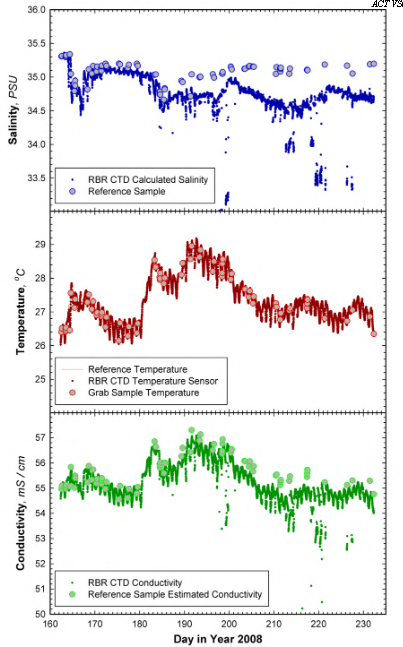 ACT VS
36.0
35.5
35.0
34.5
34.0
33.5
Salinity, PSU
RBR CTD Calculated Salinity
Reference Sample
29
28
27
26
25
Temperature, °C
Reference Temperature
RBR CTD Temperature Sensor
Grab Sample Temperature
57
56
55
54
53
52
51
50
Conductivity, mS / cm
RBR CTD Conductivity
Reference Sample Estimated Conductivity
160 170 180 190 200 210 220 230
Day in Year 2008